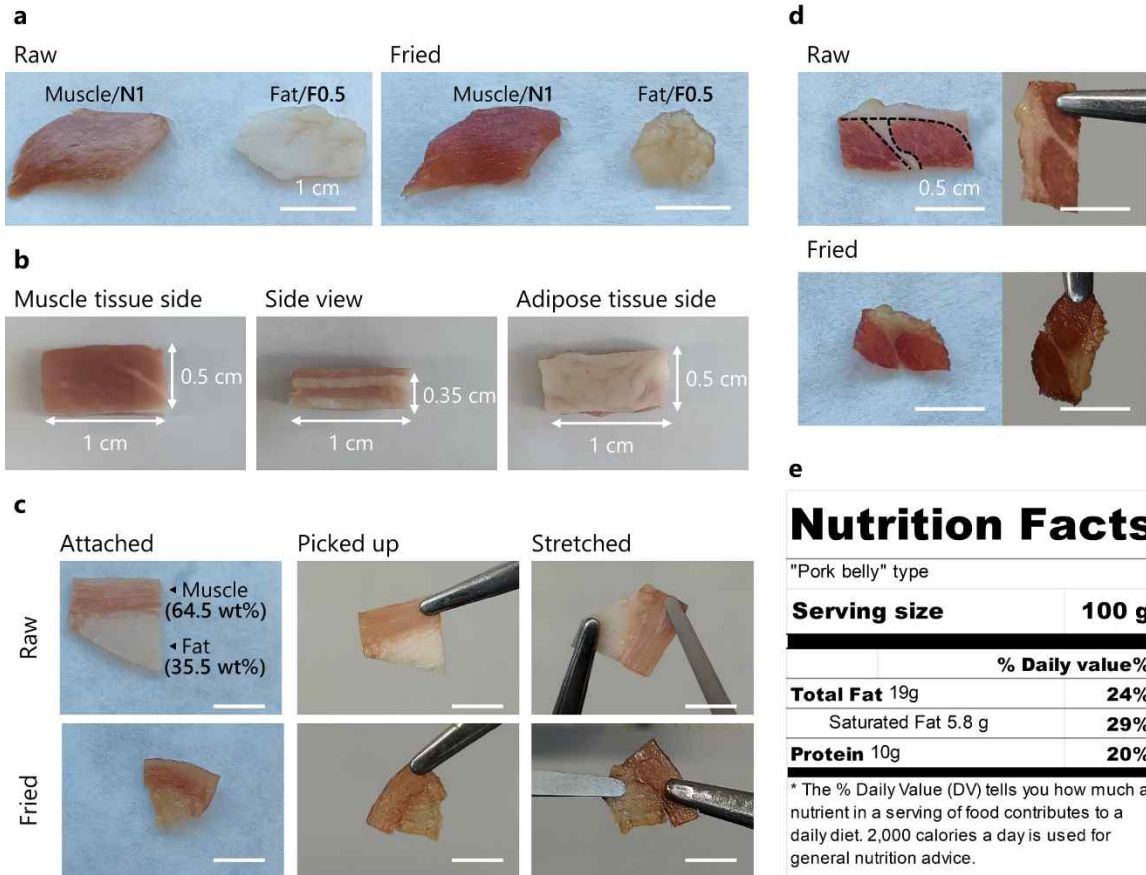 a
Raw
Muscle/N1
Fat/F0.5
1 cm
Fried
Muscle/N1
Fat/F0.5
b
Muscle tissue side
0.5 cm
1 cm
Side view
0.35 cm
1 cm
Adipose tissue side
0.5 cm
1 cm
c
Attached
Picked up
Stretched
Raw
◂ Muscle
(64.5 wt%)
◂ Fat
(35.5 wt%)
Fried
d
Raw
0.5 cm
Fried
e
Nutrition Facts
"Pork belly" type
Serving size 100 g
% Daily value%
Total Fat 19g 24%
Saturated Fat 5.8 g 29%
Protein 10g 20%
* The % Daily Value (DV) tells you how much a
nutrient in a serving of food contributes to a
daily diet. 2,000 calories a day is used for
general nutrition advice.